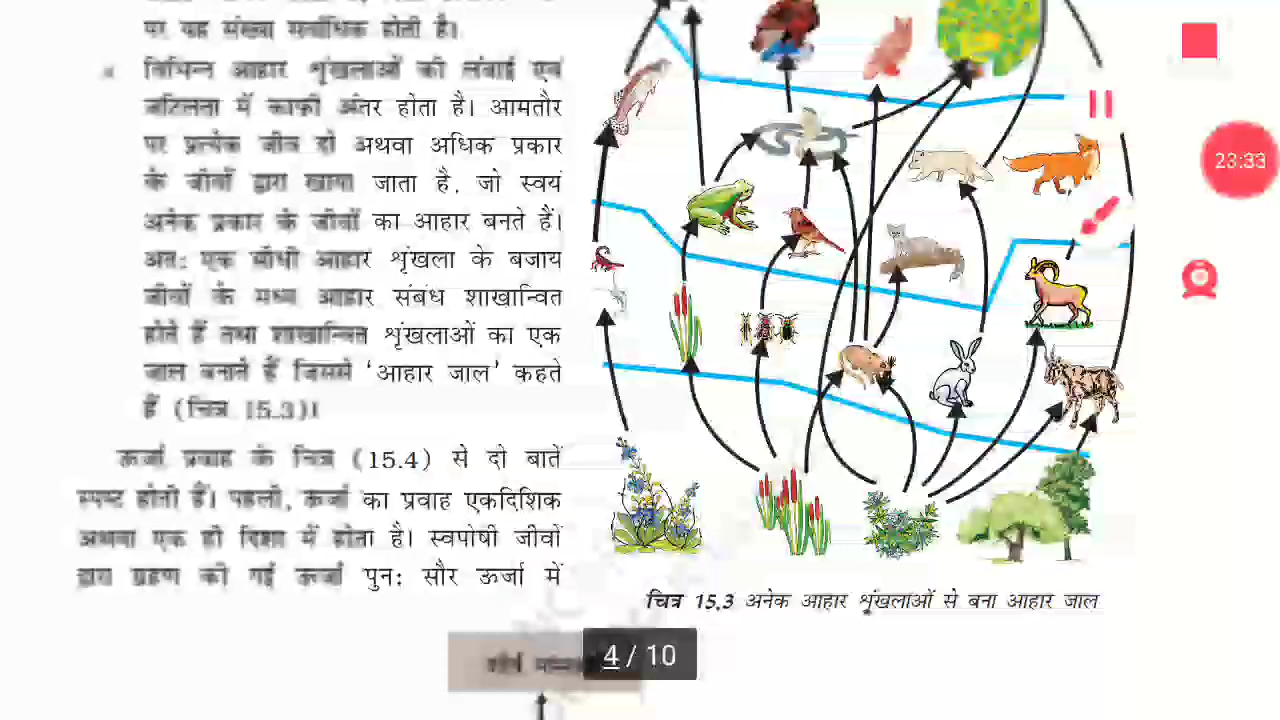 पर यह संख्या सर्वाधिक होती है।
विभिन्न आहार शृंखलाओं की लंबाई एवं
जटिलता में काफ़ी अंतर होता है। आमतौर
पर प्रत्येक जीव दो अथवा अधिक प्रकार
के जीवों द्वारा खाया जाता है, जो स्वयं
अनेक प्रकार के जीवों का आहार बनते हैं।
अतः एक सीधी आहार शृंखला के बजाय
जीवों के मध्य आहार संबंध शाखान्वित
होते हैं तथा शाखान्वित शृंखलाओं का एक
जाल बनाते हैं जिससे ‘आहार जाल’ कहते
हैं (चित्र 15.3)।
ऊर्जा प्रवाह के चित्र (15.4) से दो बातें
स्पष्ट होती हैं। पहली, ऊर्जा का प्रवाह एकदिशिक
अथवा एक ही दिशा में होता है। स्वपोषी जीवों
द्वारा ग्रहण की गई ऊर्जा पुनः सौर ऊर्जा में
चित्र 15.3 अनेक आहार शृंखलाओं से बना आहार जाल
4 / 10
23:33